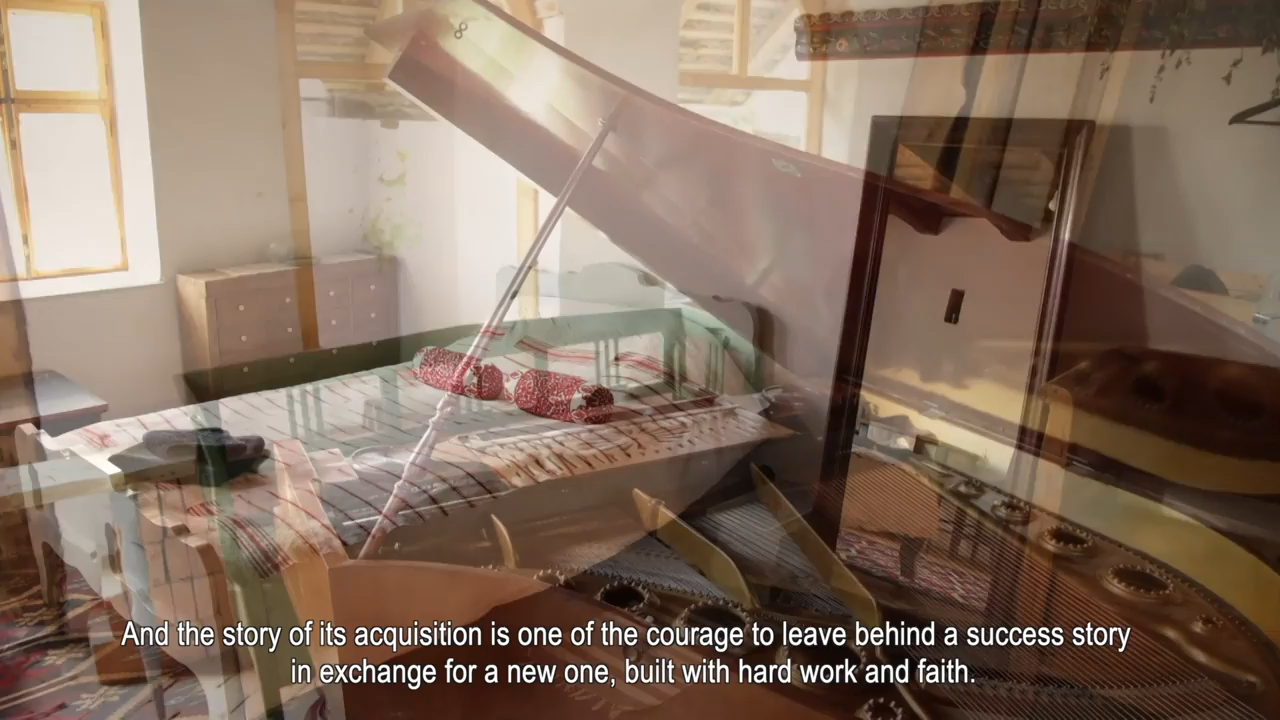 And the story of its acquisition is one of the courage to leave behind a success story
in exchange for a new one, built with hard work and faith.